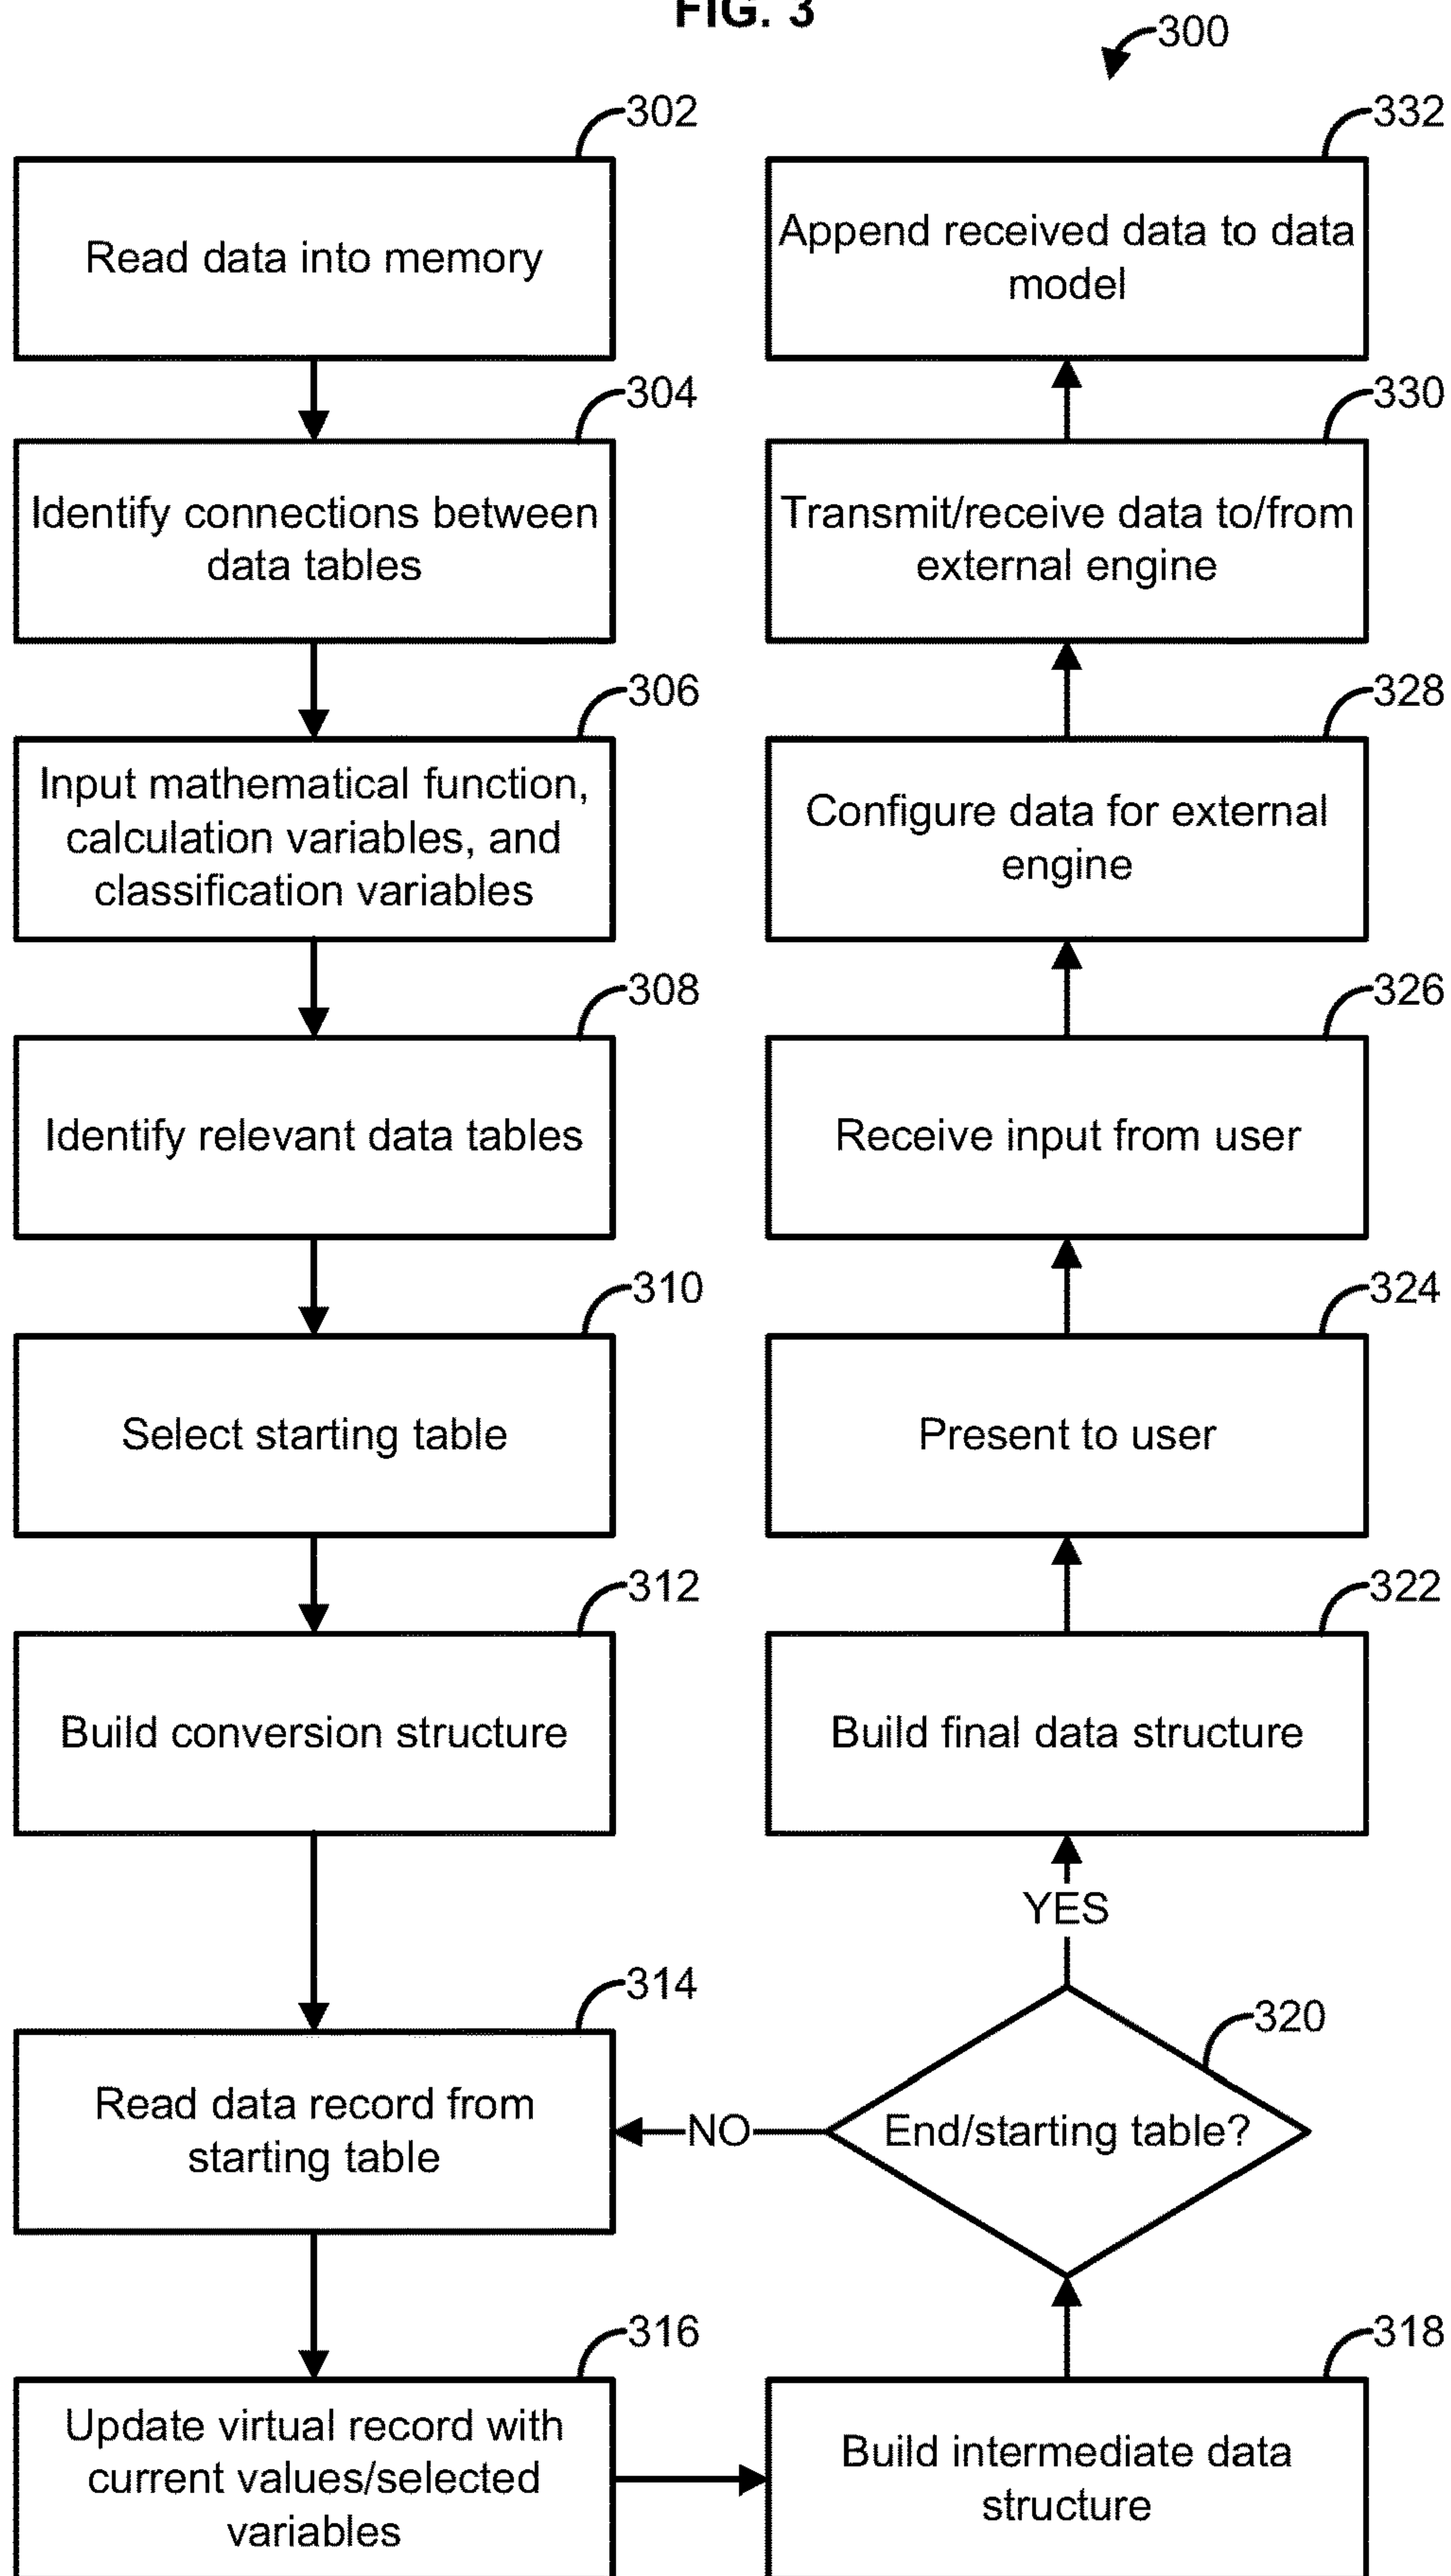 FIG. 3
300
302
Read data into memory
304
Identify connections between
data tables
306
Input mathematical function,
calculation variables, and
classification variables
308
Identify relevant data tables
310
Select starting table
312
Build conversion structure
314
Read data record from
starting table
316
Update virtual record with
current values/selected
variables
318
Build intermediate data
structure
320
End/starting table?
NO
YES
322
Build final data structure
324
Present to user
326
Receive input from user
328
Configure data for external
engine
330
Transmit/receive data to/from
external engine
332
Append received data to data
model